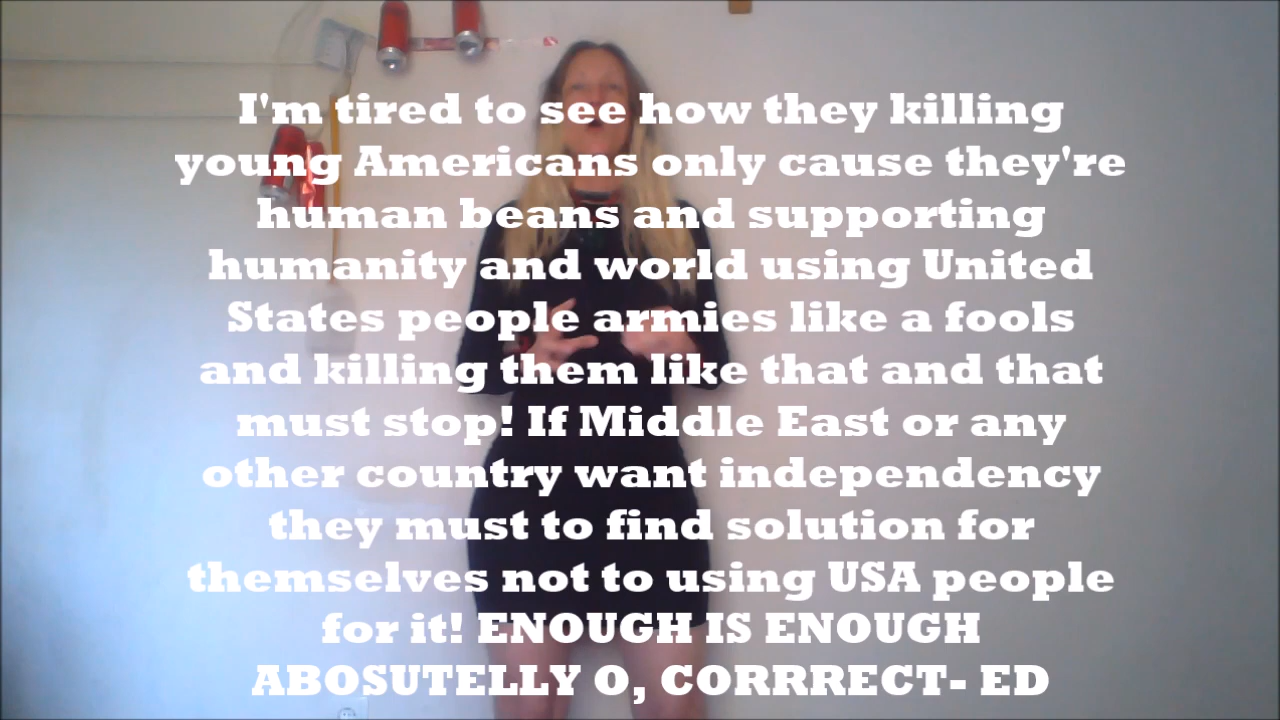 I'm tired to see how they killing
young Americans only cause they're
human beans and supporting
humanity and world using United
States people armies like a fools
and killing them like that and that
must stop! If Middle East or any
other country want independency
they must to find solution for
themselves not to using USA people
for it! ENOUGH IS ENOUGH
ABOSUTELLY O, CORRRECT- ED